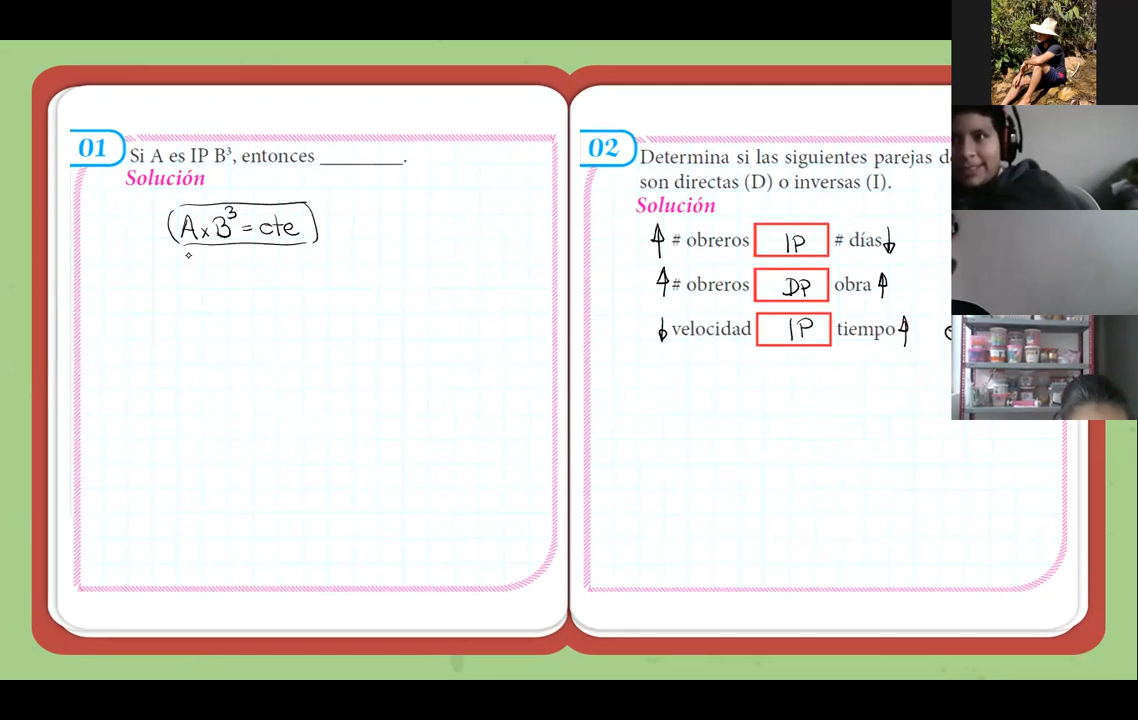 01
Si A es IP B³, entonces ________.
Solución
(A x B³ = cte)
02
Determina si las siguientes parejas
son directas (D) o inversas (I).
Solución
↑ # obreros IP # días ↓
↑ # obreros DP obra ↑
↓ velocidad IP tiempo ↑